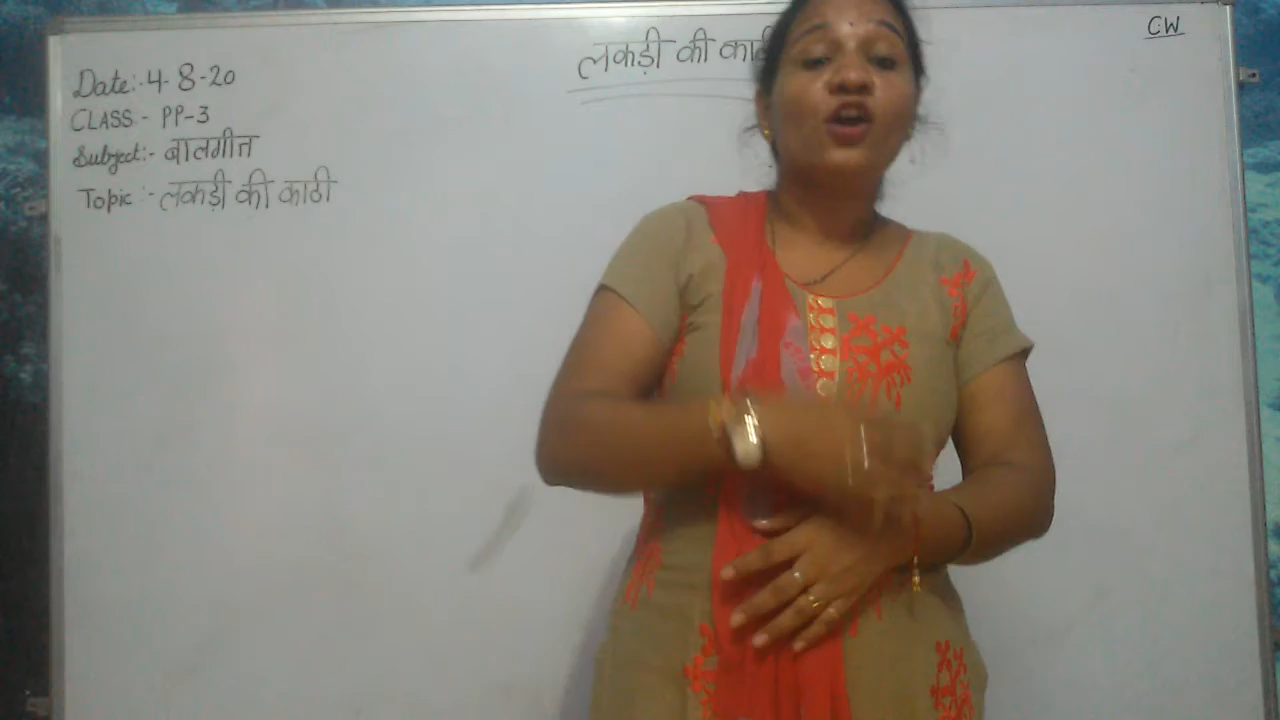 CW
लकड़ी की
Date:- 4-8-20
CLASS - PP-3
Subject:- बालगीत
Topic :- लकड़ी की काठी